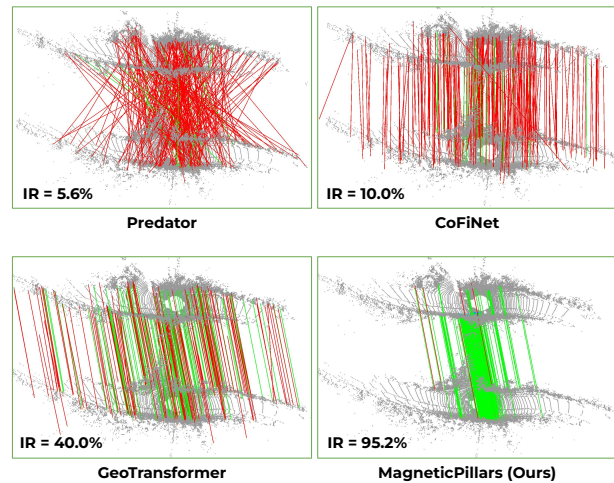 IR = 5.6%
IR = 10.0%
Predator
CoFiNet
IR = 40.0%
IR = 95.2%
GeoTransformer
MagneticPillars (Ours)